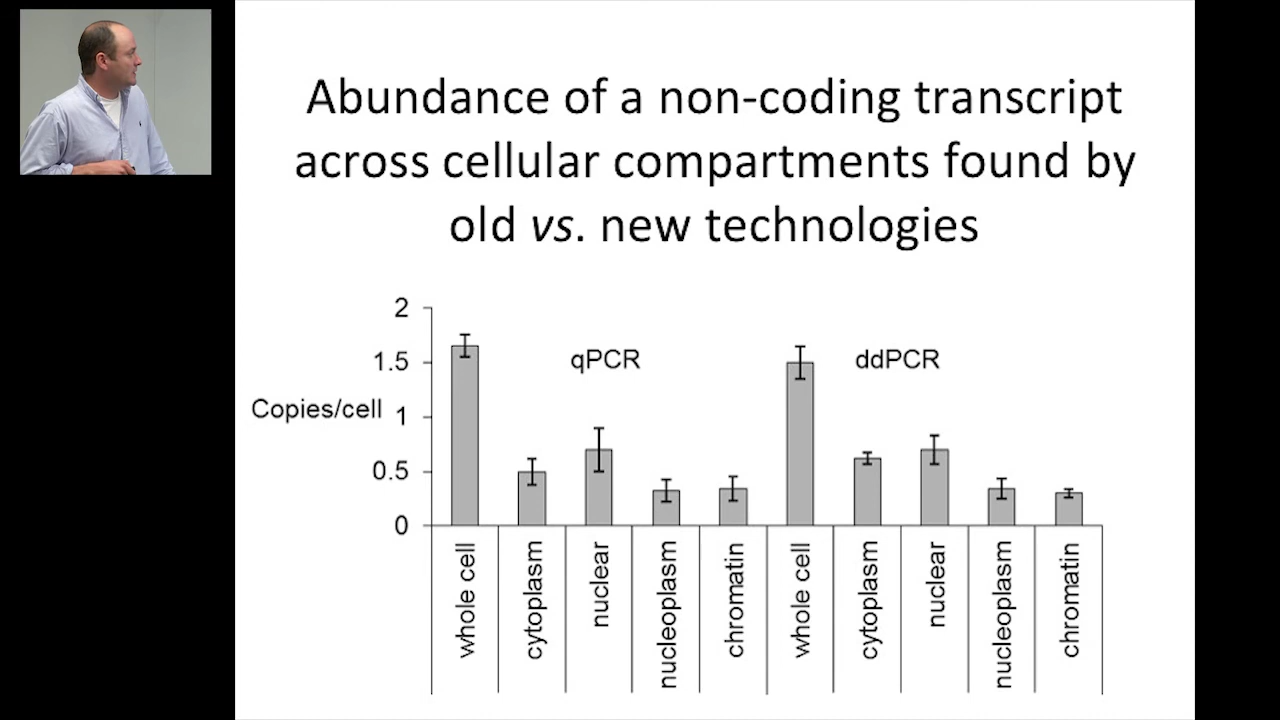 Abundance of a non-coding transcript
across cellular compartments found by
old vs. new technologies
2
1.5
1
0.5
0
Copies/cell
qPCR
ddPCR
whole cell
cytoplasm
nuclear
nucleoplasm
chromatin
whole cell
cytoplasm
nuclear
nucleoplasm
chromatin